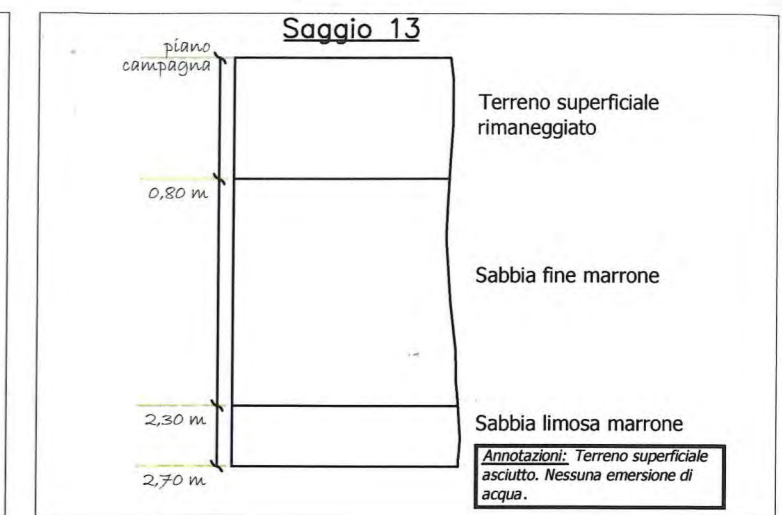 Saggio 13
piano
campagna
Terreno superficiale
rimaneggiato
0,80 m
Sabbia fine marrone
2,30 m
Sabbia limosa marrone
Annotazioni: Terreno superficiale
asciutto. Nessuna emersione di
acqua.
2,70 m